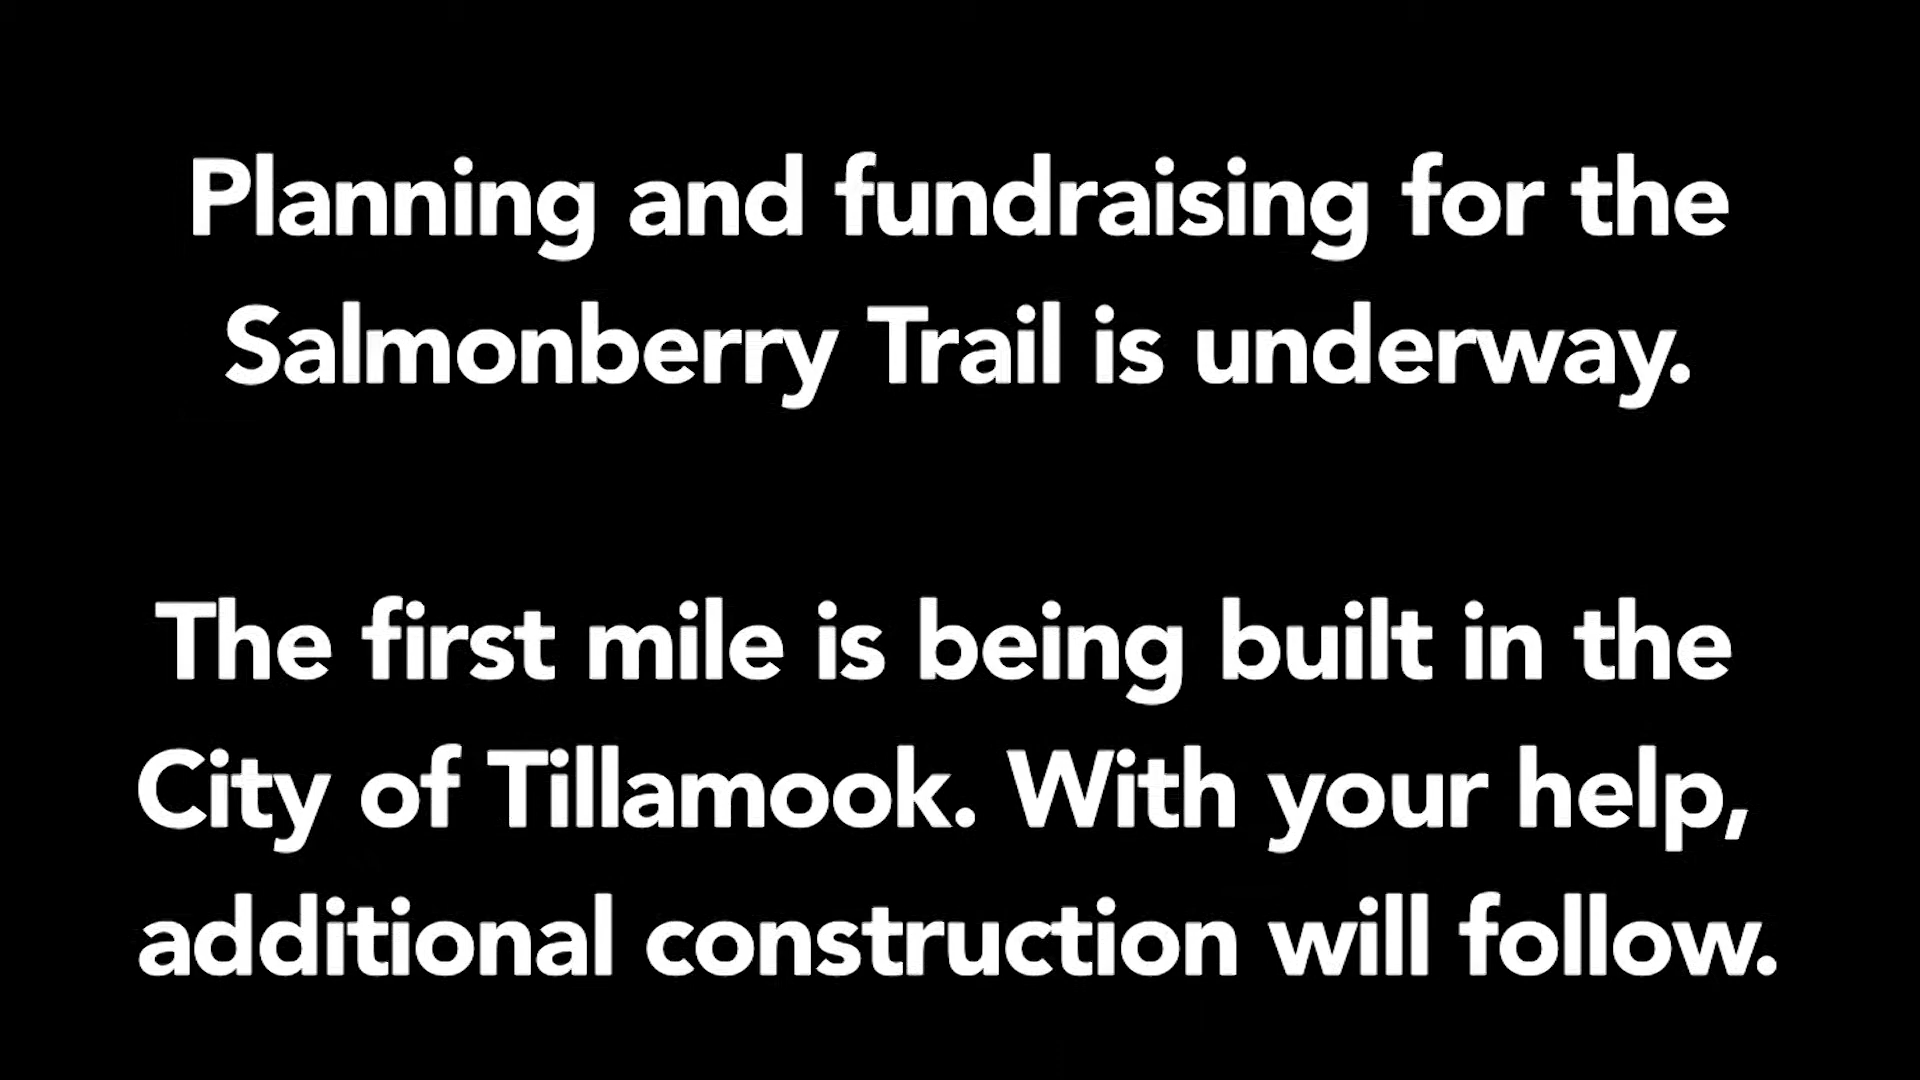 Planning and fundraising for the
Salmonberry Trail is underway.
The first mile is being built in the
City of Tillamook. With your help,
additional construction will follow.